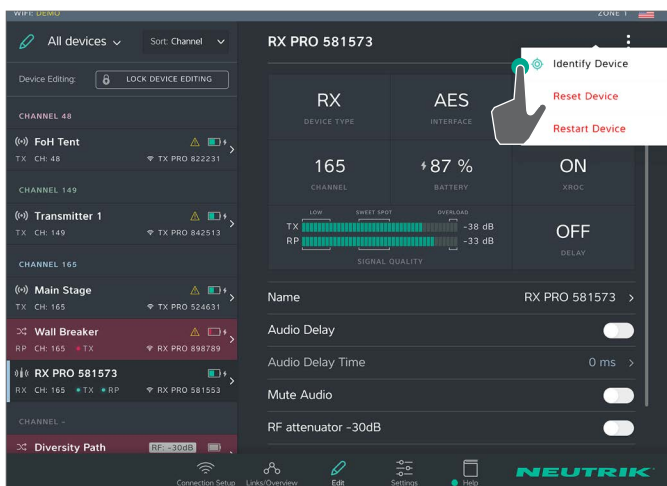 WIFI: DEMO
ZONE 1
All devices
Sort: Channel
RX PRO 581573
Device Editing:
LOCK DEVICE EDITING
Identify Device
Reset Device
Restart Device
RX
DEVICE TYPE
AES
INTERFACE
CHANNEL 48
FoH Tent
TX CH: 48
TX PRO 822231
165
CHANNEL
87 %
BATTERY
ON
XROC
CHANNEL 149
Transmitter 1
TX CH: 149
TX PRO 842513
LOW
SWEET SPOT
OVERLOAD
TX
-38 dB
RP
-33 dB
SIGNAL QUALITY
OFF
DELAY
CHANNEL 165
Main Stage
TX CH: 165
TX PRO 524631
Name
RX PRO 581573
Wall Breaker
RP CH: 165 TX
RX PRO 898789
Audio Delay
RX PRO 581573
RX CH: 165 TX RP
RX PRO 581553
Audio Delay Time
0 ms
Mute Audio
CHANNEL -
RF attenuator -30dB
Diversity Path
RF: -30dB
Connection Setup
Links/Overview
Edit
Settings
Help
NEUTRIK